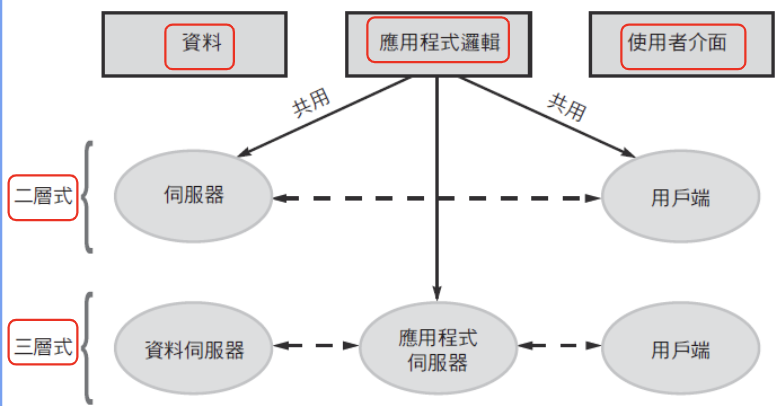 資料
應用程式邏輯
使用者介面
共用
共用
二層式
伺服器
用戶端
三層式
資料伺服器
應用程式
伺服器
用戶端